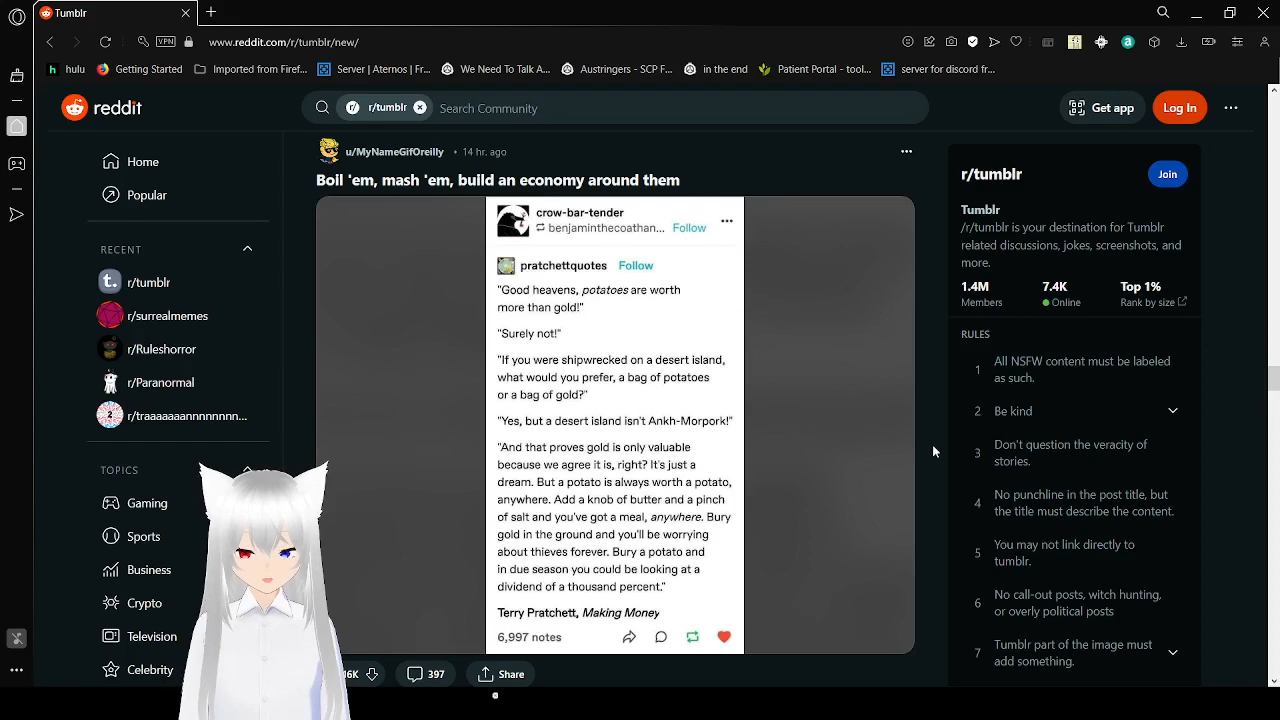 Tumblr
VPN
www.reddit.com/r/tumblr/new/
hulu
Getting Started
Imported from Firef...
Server | Aternos | Fr...
We Need To Talk A...
Austringers - SCP F...
in the end
Patient Portal - tool...
server for discord fr...
reddit
r/tumblr
Search Community
Get app
Log In
Home
Popular
RECENT
r/tumblr
r/surrealmemes
r/Ruleshorror
r/Paranormal
r/traaaaaaannnnnnnn...
TOPICS
Gaming
Sports
Business
Crypto
Television
Celebrity
u/MyNameGifOreilly • 14 hr. ago
Boil 'em, mash 'em, build an economy around them
crow-bar-tender
benjaminthecoathan... Follow
pratchettquotes Follow
"Good heavens, potatoes are worth
more than gold!"
"Surely not!"
"If you were shipwrecked on a desert island,
what would you prefer, a bag of potatoes
or a bag of gold?"
"Yes, but a desert island isn't Ankh-Morpork!"
"And that proves gold is only valuable
because we agree it is, right? It's just a
dream. But a potato is always worth a potato,
anywhere. Add a knob of butter and a pinch
of salt and you've got a meal, anywhere. Bury
gold in the ground and you'll be worrying
about thieves forever. Bury a potato and
in due season you could be looking at a
dividend of a thousand percent."
Terry Pratchett, Making Money
6,997 notes
397
Share
r/tumblr
Join
Tumblr
/r/tumblr is your destination for Tumblr
related discussions, jokes, screenshots, and
more.
1.4M 7.4K Top 1%
Members Online Rank by size
RULES
1 All NSFW content must be labeled
as such.
2 Be kind
3 Don't question the veracity of
stories.
4 No punchline in the post title, but
the title must describe the content.
5 You may not link directly to
tumblr.
6 No call-out posts, witch hunting,
or overly political posts
7 Tumblr part of the image must
add something.